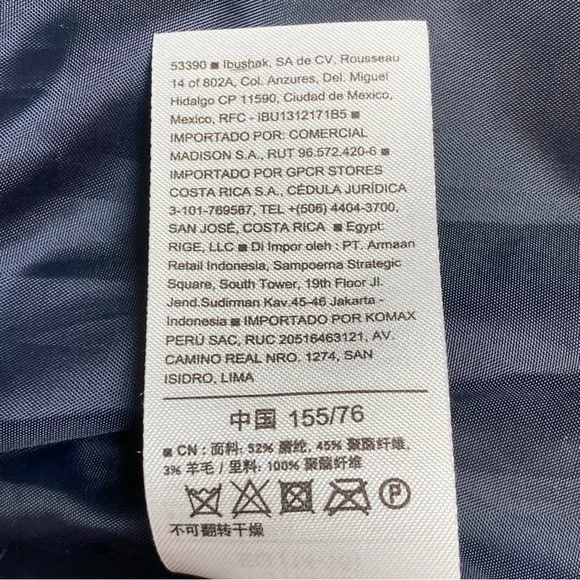 53390 ■ Ibushak, SA de CV, Rousseau
14 of 802A, Col. Anzures, Del. Miguel
Hidalgo CP 11590, Ciudad de Mexico,
Mexico, RFC - IBU1312171B5 ■
IMPORTADO POR: COMERCIAL
MADISON S.A., RUT 96.572.420-6 ■
IMPORTADO POR GPCR STORES
COSTA RICA S.A., CÉDULA JURÍDICA
3-101-769587, TEL +(506) 4404-3700,
SAN JOSÉ, COSTA RICA ■ Egypt:
RIGE, LLC ■ Di Impor oleh : PT. Armaan
Retail Indonesia, Sampoerna Strategic
Square, South Tower, 19th Floor Jl.
Jend.Sudirman Kav.45-46 Jakarta -
Indonesia ■ IMPORTADO POR KOMAX
PERÚ SAC, RUC 20516463121, AV.
CAMINO REAL NRO. 1274, SAN
ISIDRO, LIMA
中国 155/76
■ CN : 面料: 52% 腈纶, 45% 聚酯纤维,
3% 羊毛 / 里料: 100% 聚酯纤维
P
不可翻转干燥